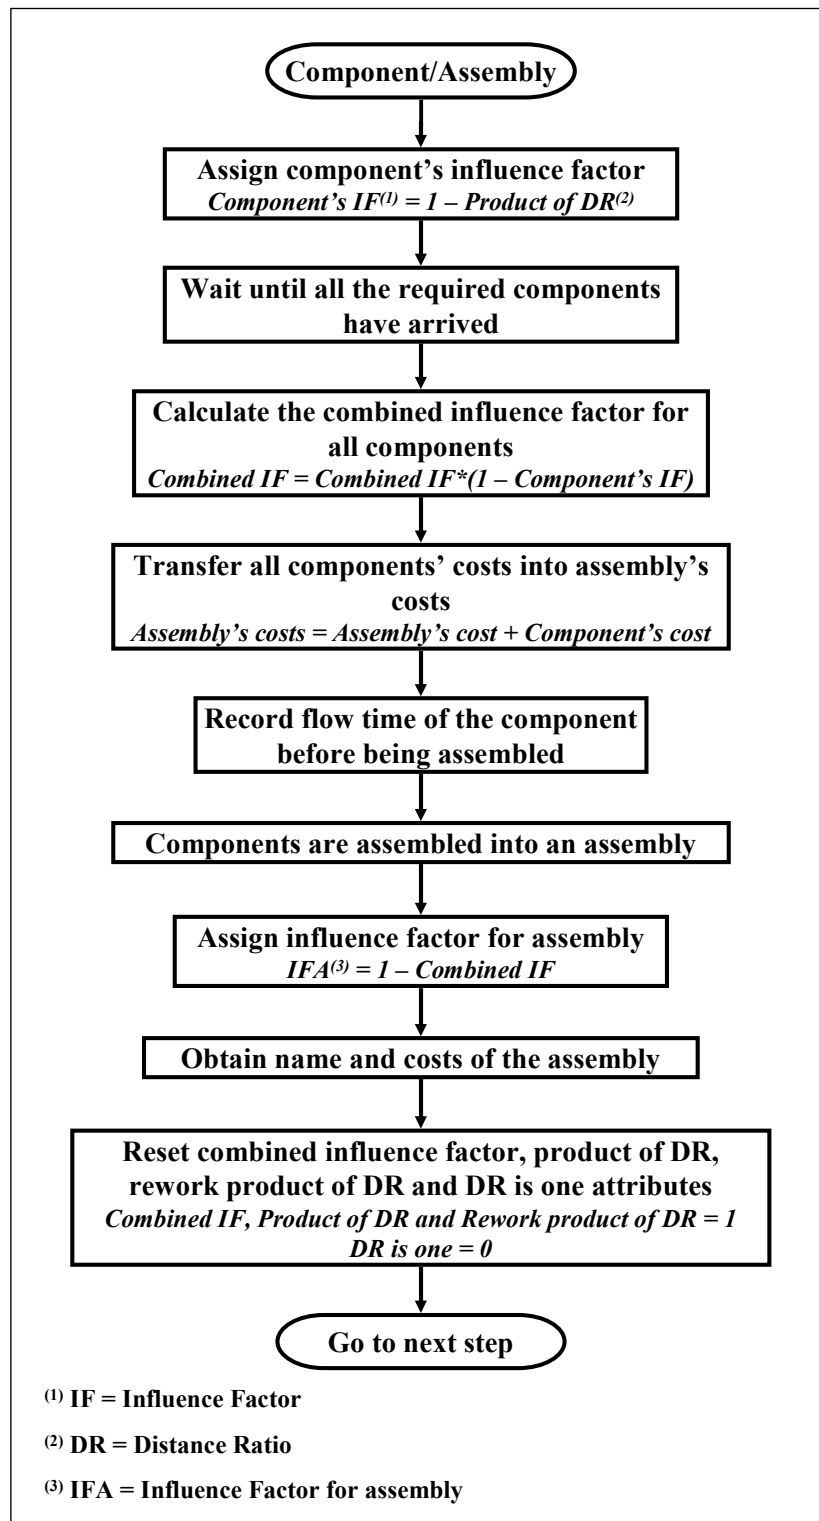 Component/Assembly
Assign component’s influence factor
Component’s IF(1) = 1 – Product of DR(2)
Wait until all the required components
have arrived
Calculate the combined influence factor for
all components
Combined IF = Combined IF*(1 – Component’s IF)
Transfer all components’ costs into assembly’s
costs
Assembly’s costs = Assembly’s cost + Component’s cost
Record flow time of the component
before being assembled
Components are assembled into an assembly
Assign influence factor for assembly
IFA(3) = 1 – Combined IF
Obtain name and costs of the assembly
Reset combined influence factor, product of DR,
rework product of DR and DR is one attributes
Combined IF, Product of DR and Rework product of DR = 1
DR is one = 0
Go to next step
(1) IF = Influence Factor
(2) DR = Distance Ratio
(3) IFA = Influence Factor for assembly